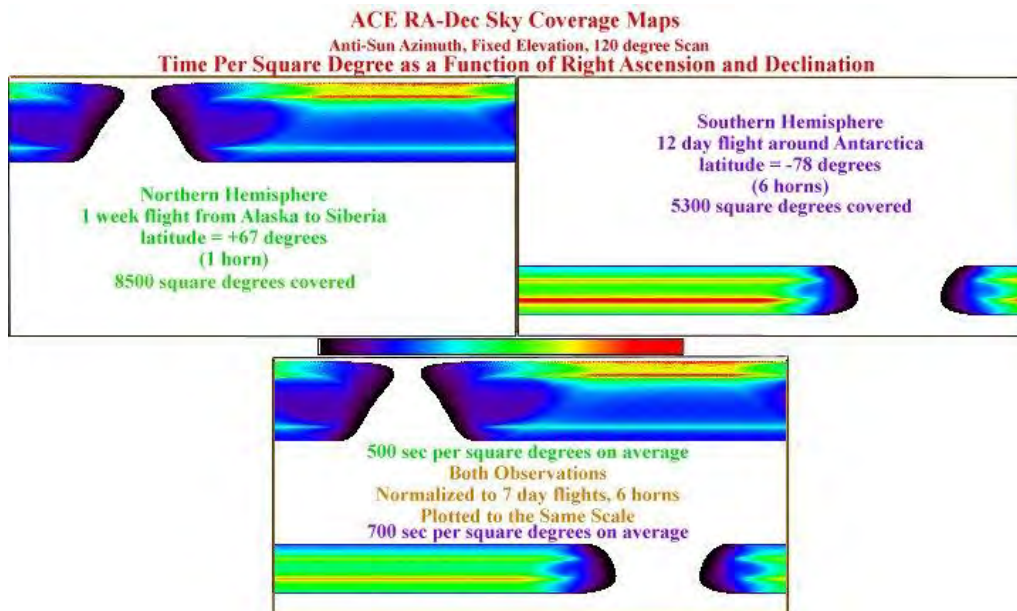 ACE RA-Dec Sky Coverage Maps
Anti-Sun Azimuth, Fixed Elevation, 120 degree Scan
Time Per Square Degree as a Function of Right Ascension and Declination
Northern Hemisphere
1 week flight from Alaska to Siberia
latitude = +67 degrees
(1 horn)
8500 square degrees covered
Southern Hemisphere
12 day flight around Antarctica
latitude = -78 degrees
(6 horns)
5300 square degrees covered
500 sec per square degrees on average
Both Observations
Normalized to 7 day flights, 6 horns
Plotted to the Same Scale
700 sec per square degrees on average